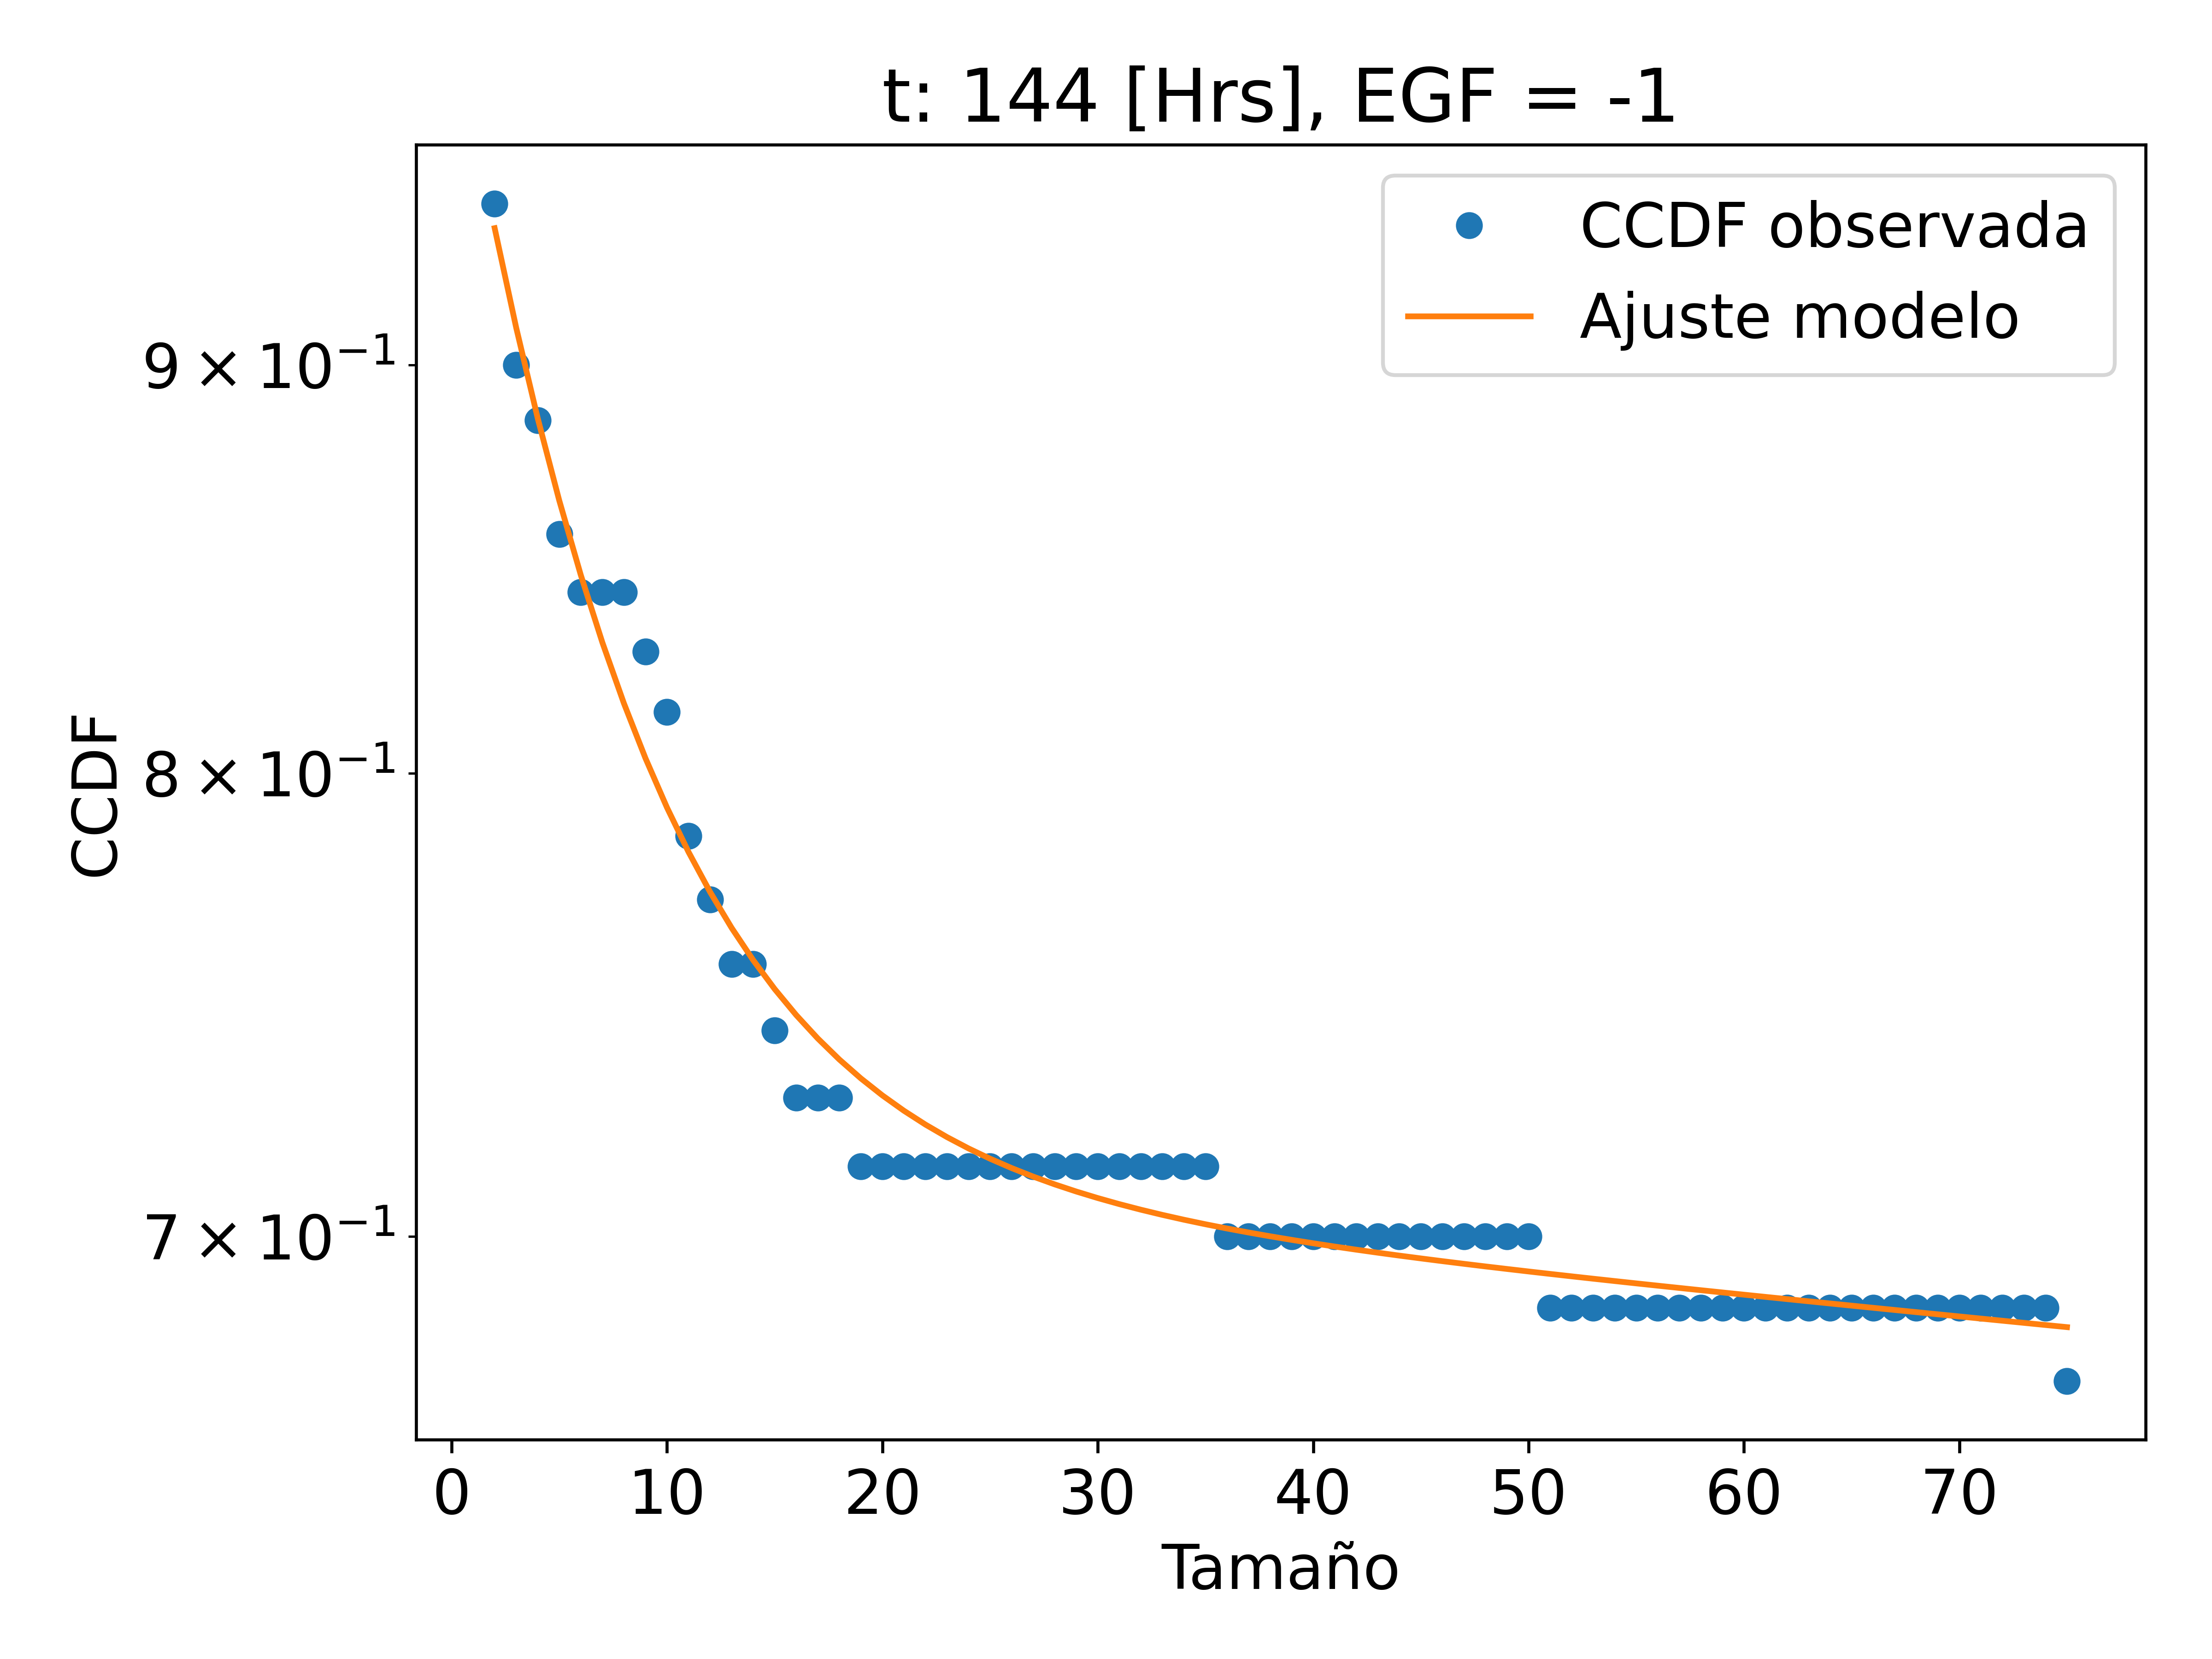 t: 144 [Hrs], EGF = -1
CCDF observada
Ajuste modelo
9 × 10⁻¹
8 × 10⁻¹
7 × 10⁻¹
CCDF
0 10 20 30 40 50 60 70
Tamaño